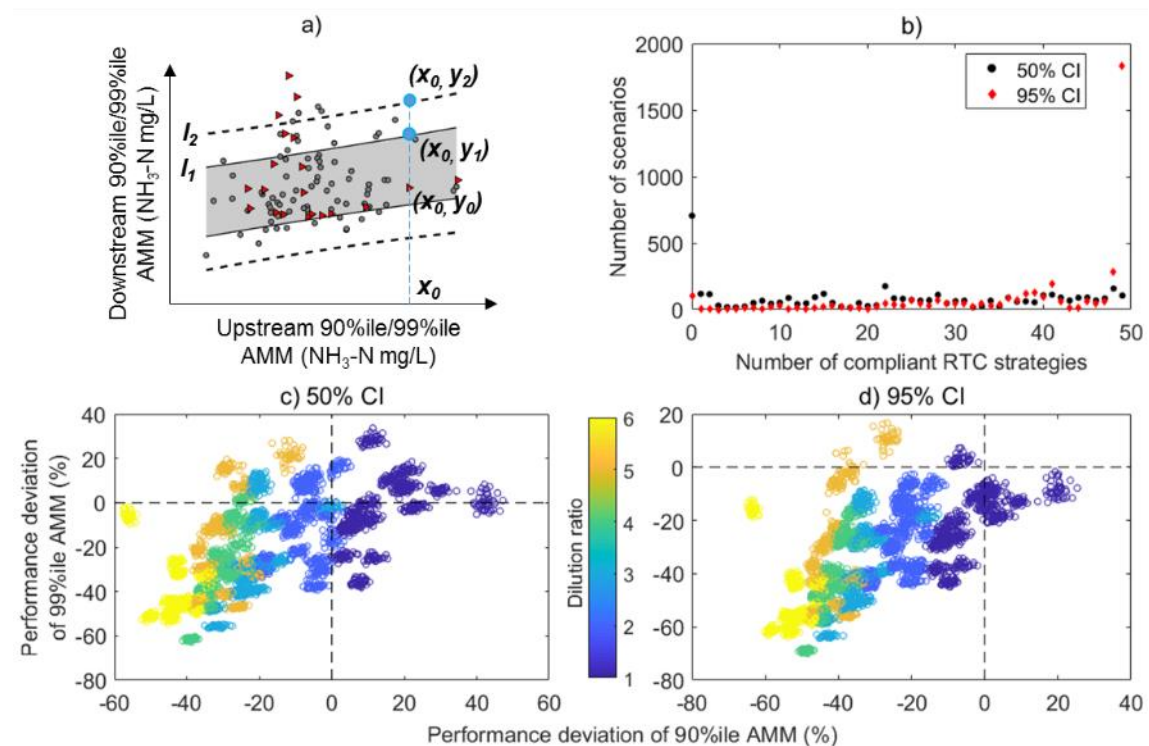 a)
Downstream 90%ile/99%ile
AMM (NH₃-N mg/L)
l₂
l₁
(x₀, y₂)
(x₀, y₁)
(x₀, y₀)
x₀
Upstream 90%ile/99%ile
AMM (NH₃-N mg/L)
b)
Number of scenarios
2000
1500
1000
500
0
0 10 20 30 40 50
Number of compliant RTC strategies
50% CI
95% CI
c) 50% CI
Performance deviation
of 99%ile AMM (%)
40
20
0
-20
-40
-60
-80
-60 -40 -20 0 20 40 60
6
5
4
3
2
1
Dilution ratio
d) 95% CI
20
0
-20
-40
-60
-80
-80 -60 -40 -20 0 20 40
Performance deviation of 90%ile AMM (%)